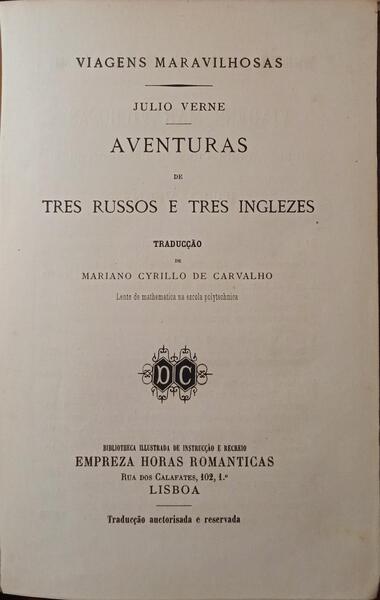 VIAGENS MARAVILHOSAS
JULIO VERNE
AVENTURAS
DE
TRES RUSSOS E TRES INGLEZES
TRADUCÇÃO
DE
MARIANO CYRILLO DE CARVALHO
Lente de mathematica na escola polytechnica
DC
BIBLIOTHECA ILLUSTRADA DE INSTRUCÇÃO E RECREIO
EMPREZA HORAS ROMANTICAS
RUA DOS CALAFATES, 102, 1.º
LISBOA
Traducção auctorisada e reservada